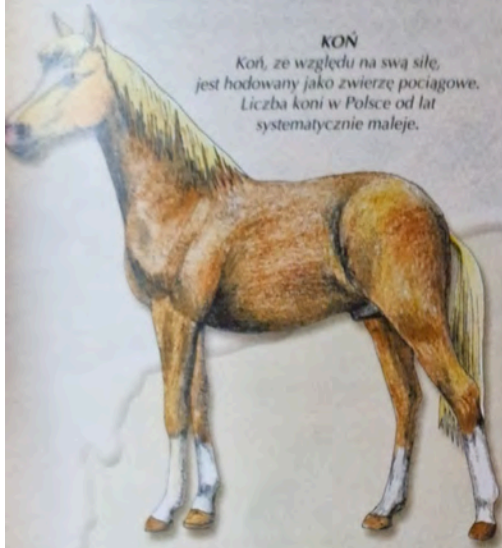 KOŃ
Koń, ze względu na swą siłę,
jest hodowany jako zwierzę pociągowe.
Liczba koni w Polsce od lat
systematycznie maleje.